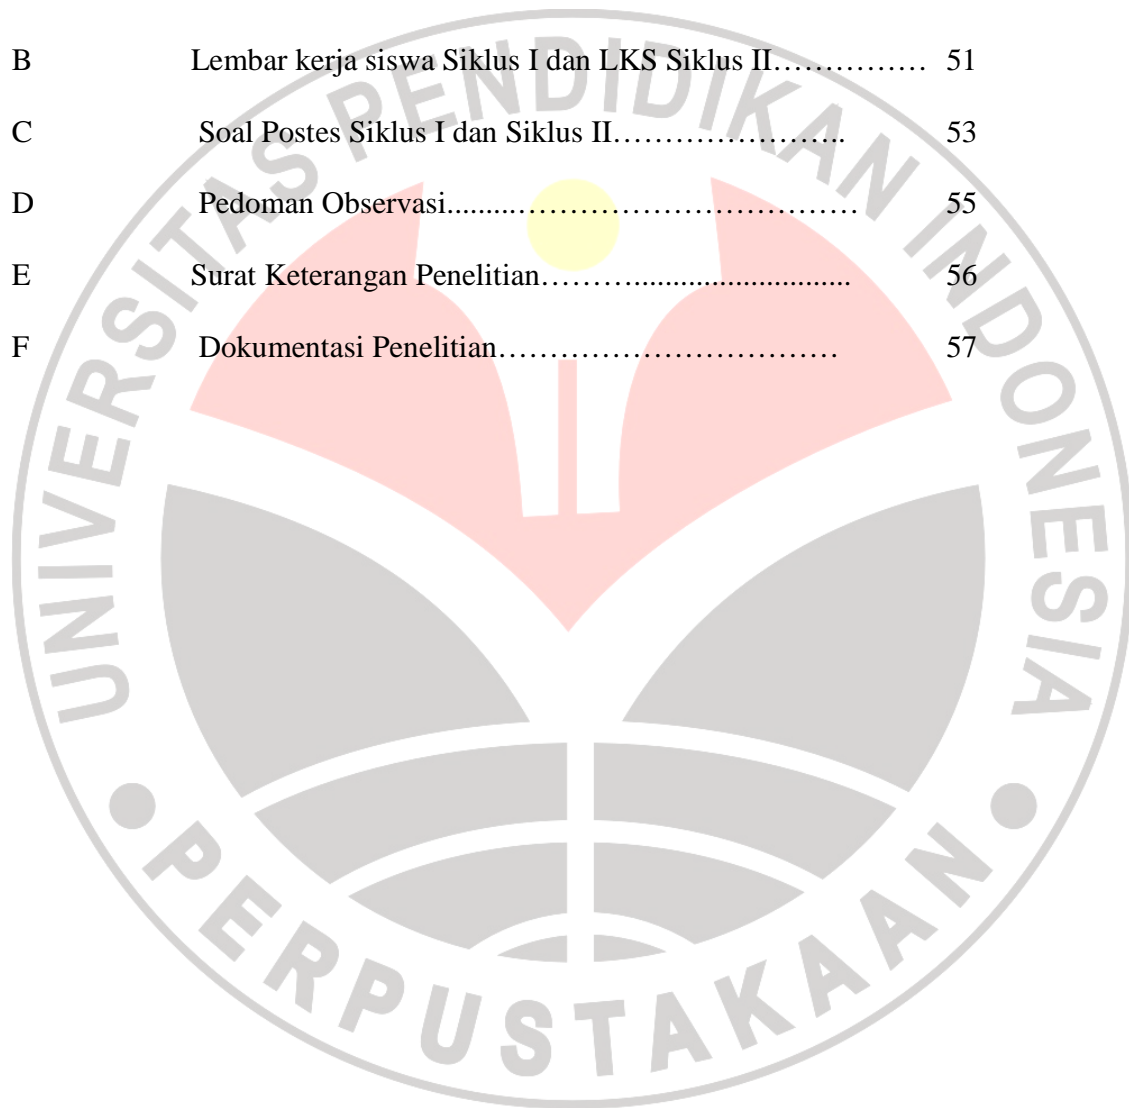 B Lembar kerja siswa Siklus I dan LKS Siklus II…………… 51
C Soal Postes Siklus I dan Siklus II………………….. 53
D Pedoman Observasi.........…………………………… 55
E Surat Keterangan Penelitian………........................... 56
F Dokumentasi Penelitian…………………………… 57
UNIVERSITAS PENDIDIKAN INDONESIA
PERPUSTAKAAN